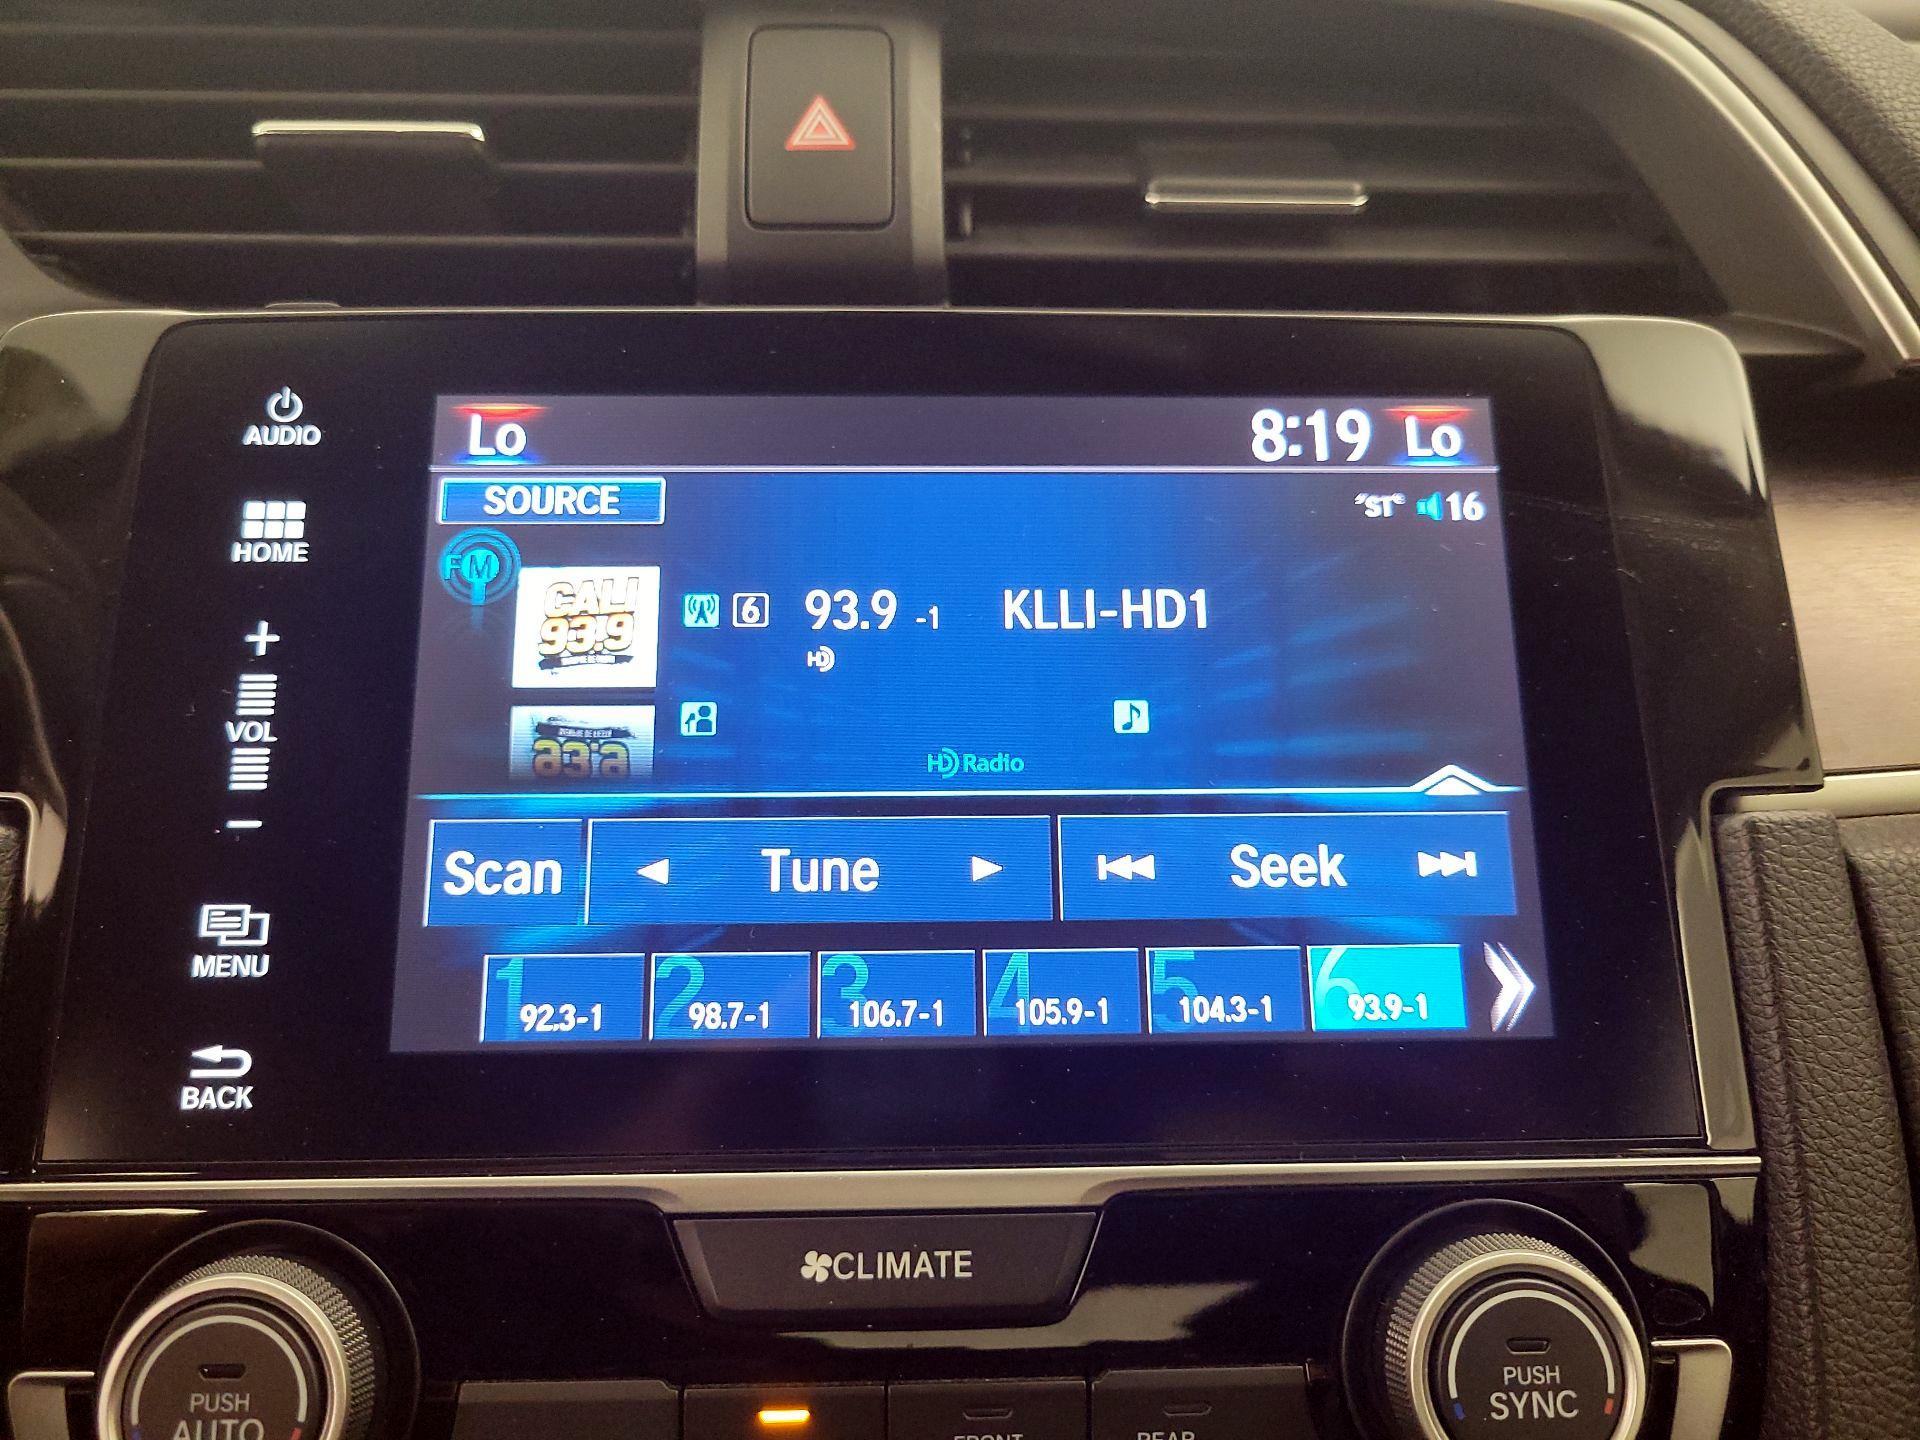 AUDIO
HOME
+
VOL
-
MENU
BACK
Lo
8:19 Lo
SOURCE
"ST" 16
FM
CALI
93.9
6 93.9 -1 KLLI-HD1
HD
HD Radio
Scan
Tune
Seek
1 92.3-1
2 98.7-1
3 106.7-1
4 105.9-1
5 104.3-1
6 93.9-1
CLIMATE
PUSH
AUTO
PUSH
SYNC
FRONT
REAR